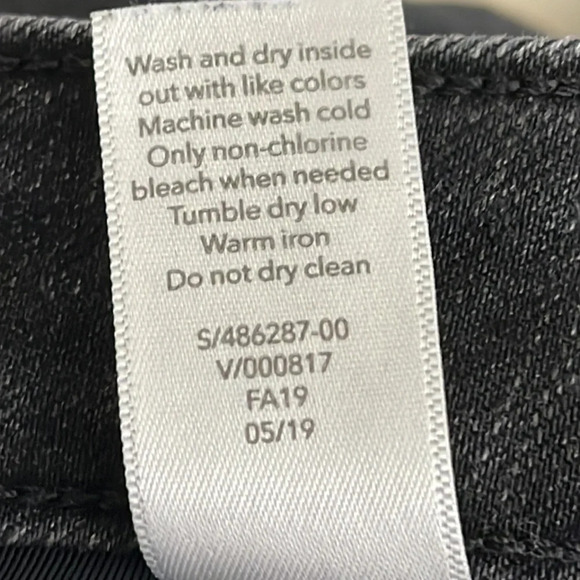 Wash and dry inside
out with like colors
Machine wash cold
Only non-chlorine
bleach when needed
Tumble dry low
Warm iron
Do not dry clean
S/486287-00
V/000817
FA19
05/19